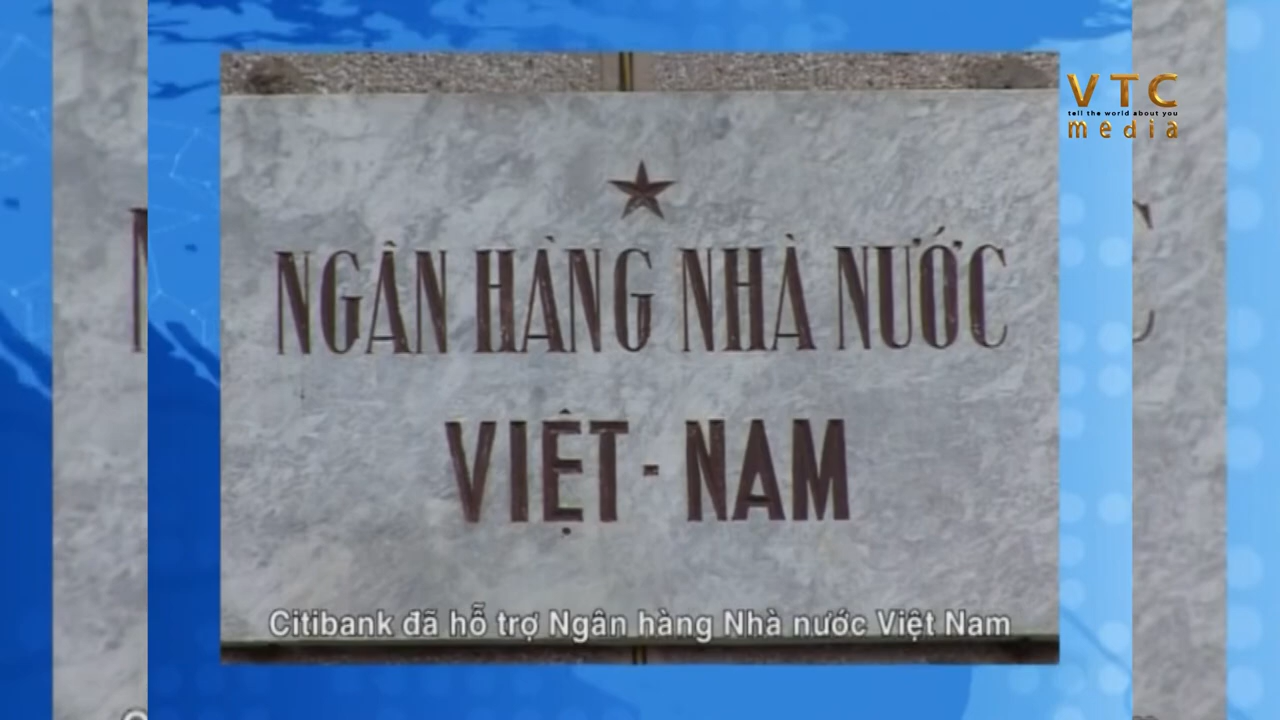 VTC
tell the world about you
media
NGÂN HÀNG NHÀ NƯỚC
VIỆT-NAM
Citibank đã hỗ trợ Ngân hàng Nhà nước Việt Nam